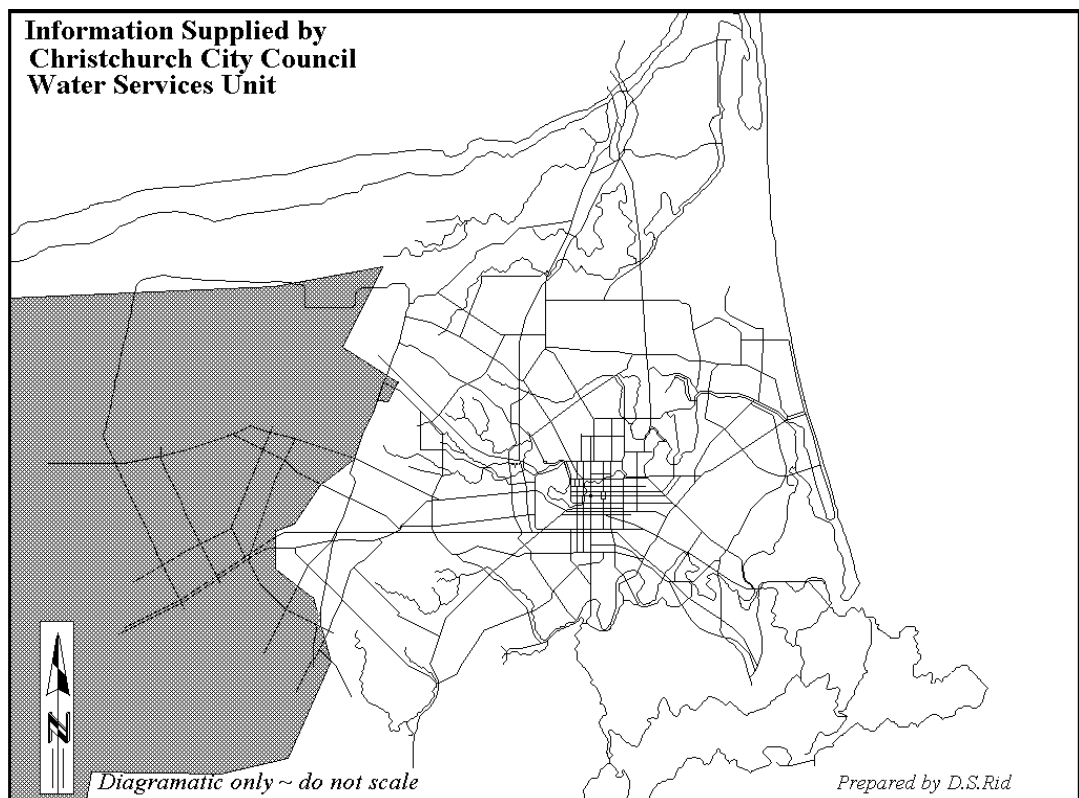 Information Supplied by
Christchurch City Council
Water Services Unit
N
Diagramatic only ~ do not scale
Prepared by D.S.Rid